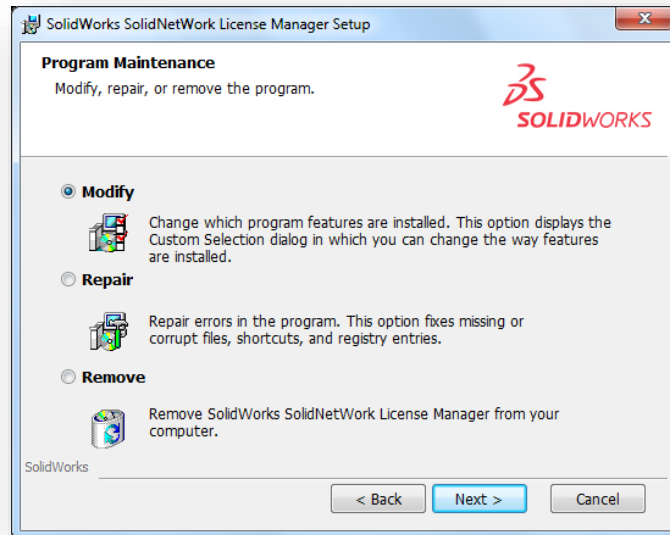 SolidWorks SolidNetWork License Manager Setup
Program Maintenance
Modify, repair, or remove the program.
SOLIDWORKS
Modify
Change which program features are installed. This option displays the
Custom Selection dialog in which you can change the way features
are installed.
Repair
Repair errors in the program. This option fixes missing or
corrupt files, shortcuts, and registry entries.
Remove
Remove SolidWorks SolidNetWork License Manager from your
computer.
SolidWorks
< Back Next > Cancel